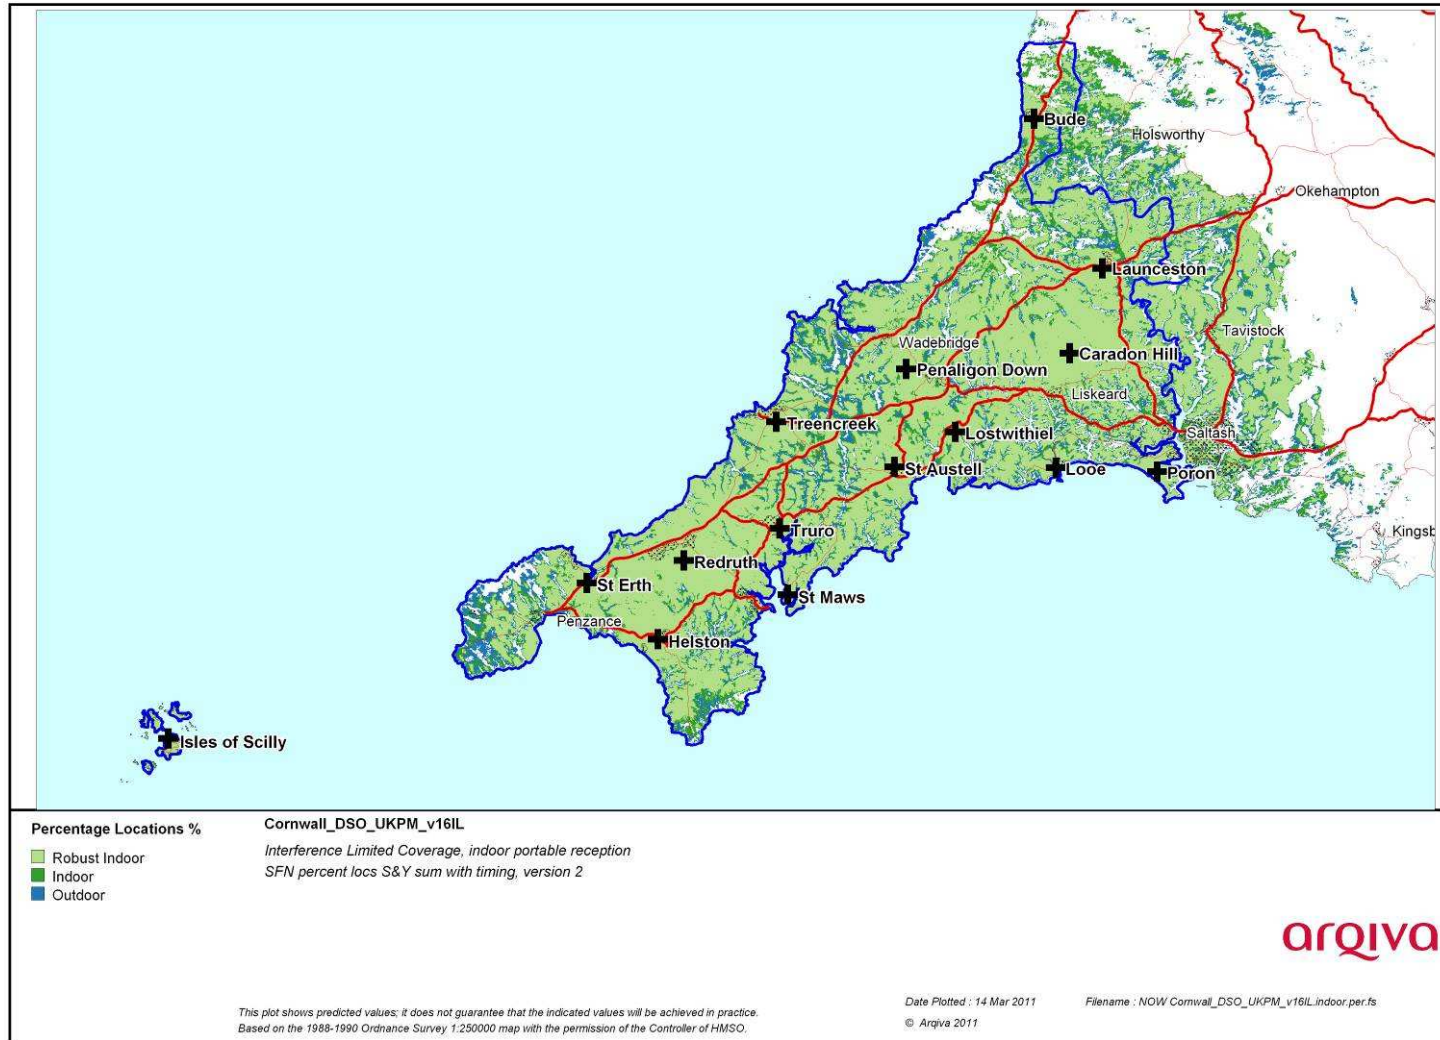 Bude
Holsworthy
Okehampton
Launceston
Tavistock
Wadebridge
Caradon Hill
Penaligon Down
Liskeard
Treencreek
Lostwithiel
Saltash
St Austell
Looe
Poron
Truro
Kingsb
Redruth
St Erth
St Maws
Penzance
Helston
Isles of Scilly
Percentage Locations %
Robust Indoor
Indoor
Outdoor
Cornwall_DSO_UKPM_v16IL
Interference Limited Coverage, indoor portable reception
SFN percent locs S&Y sum with timing, version 2
arqiva
This plot shows predicted values; it does not guarantee that the indicated values will be achieved in practice.
Based on the 1988-1990 Ordnance Survey 1:250000 map with the permission of the Controller of HMSO.
Date Plotted : 14 Mar 2011
© Arqiva 2011
Filename : NOW Cornwall_DSO_UKPM_v16IL.indoor.per.fs